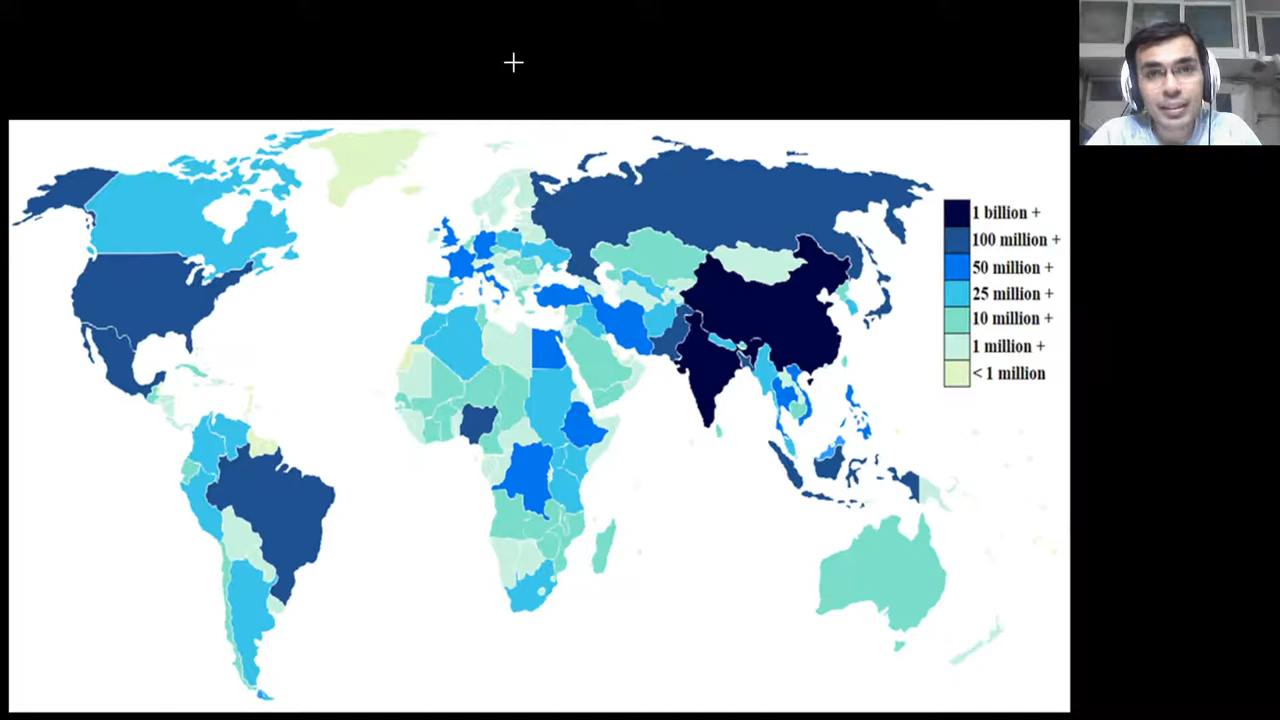 1 billion +
100 million +
50 million +
25 million +
10 million +
1 million +
< 1 million